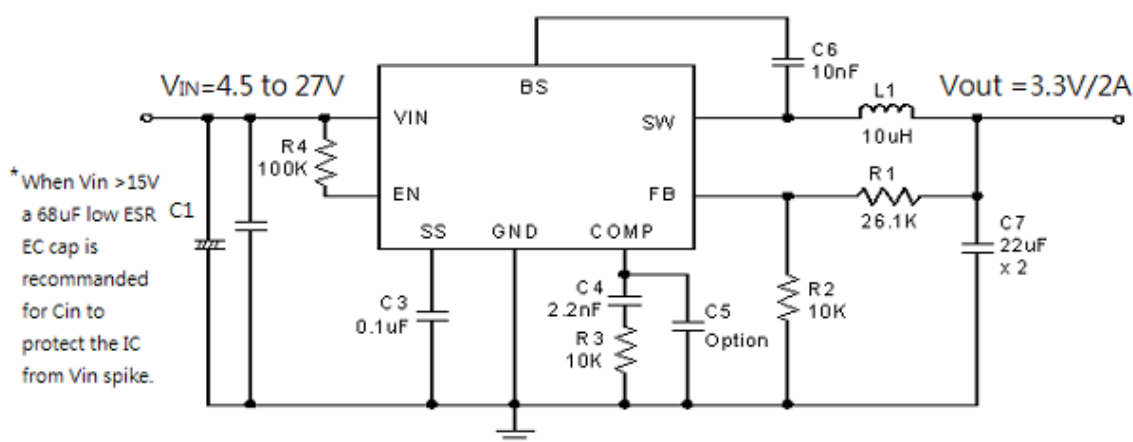 VIN=4.5 to 27V
Vout =3.3V/2A
C6
10nF
BS
L1
10uH
VIN
SW
R4
100K
EN
FB
R1
26.1K
* When Vin >15V
a 68uF low ESR
EC cap is
recommanded
for Cin to
protect the IC
from Vin spike.
C1
SS
GND
COMP
C7
22uF
x 2
C3
0.1uF
C4
2.2nF
R3
10K
C5
Option
R2
10K